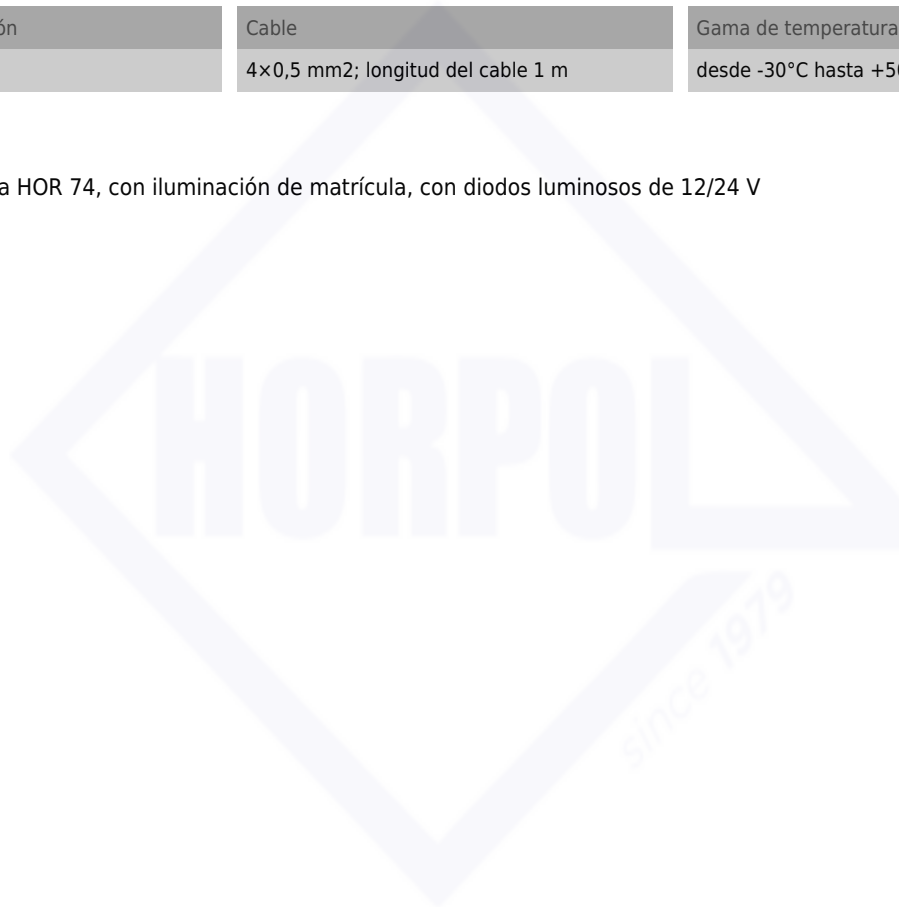 ón
Cable
Gama de temperatura
4×0,5 mm2; longitud del cable 1 m
desde -30°C hasta +5
a HOR 74, con iluminación de matrícula, con diodos luminosos de 12/24 V
HORPOL
since 1979